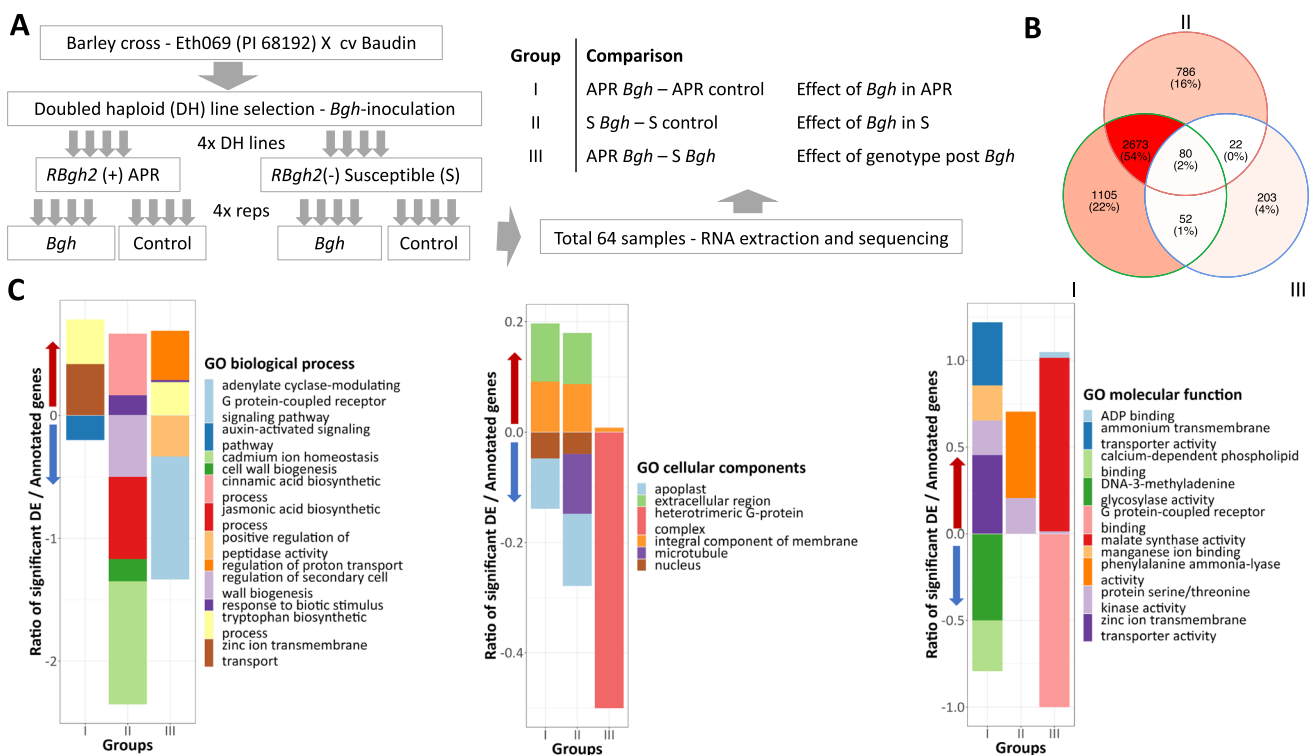 A
Barley cross - Eth069 (PI 68192) X cv Baudin
Doubled haploid (DH) line selection - Bgh-inoculation
4x DH lines
RBgh2 (+) APR
RBgh2(-) Susceptible (S)
4x reps
Bgh
Control
Bgh
Control
Group Comparison
I APR Bgh – APR control Effect of Bgh in APR
II S Bgh – S control Effect of Bgh in S
III APR Bgh – S Bgh Effect of genotype post Bgh
Total 64 samples - RNA extraction and sequencing
B
II
786
(16%)
2673
(54%)
80
(2%)
22
(0%)
1105
(22%)
52
(1%)
203
(4%)
I
III
C
Ratio of significant DE / Annotated genes
0
-1
-2
I II III
Groups
GO biological process
adenylate cyclase-modulating
G protein-coupled receptor
signaling pathway
auxin-activated signaling
pathway
cadmium ion homeostasis
cell wall biogenesis
cinnamic acid biosynthetic
process
jasmonic acid biosynthetic
process
positive regulation of
peptidase activity
regulation of proton transport
regulation of secondary cell
wall biogenesis
response to biotic stimulus
tryptophan biosynthetic
process
zinc ion transmembrane
transport
Ratio of significant DE / Annotated genes
0.2
0.0
-0.2
-0.4
I II III
Groups
GO cellular components
apoplast
extracellular region
heterotrimeric G-protein
complex
integral component of membrane
microtubule
nucleus
Ratio of significant DE / Annotated genes
1.0
0.5
0.0
-0.5
-1.0
I II III
Groups
GO molecular function
ADP binding
ammonium transmembrane
transporter activity
calcium-dependent phospholipid
binding
DNA-3-methyladenine
glycosylase activity
G protein-coupled receptor
binding
malate synthase activity
manganese ion binding
phenylalanine ammonia-lyase
activity
protein serine/threonine
kinase activity
zinc ion transmembrane
transporter activity